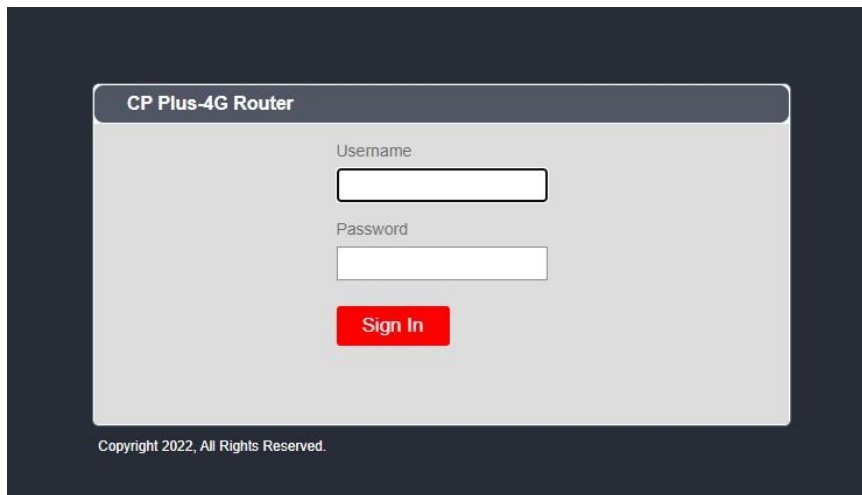 CP Plus-4G Router
Username
Password
Sign In
Copyright 2022, All Rights Reserved.